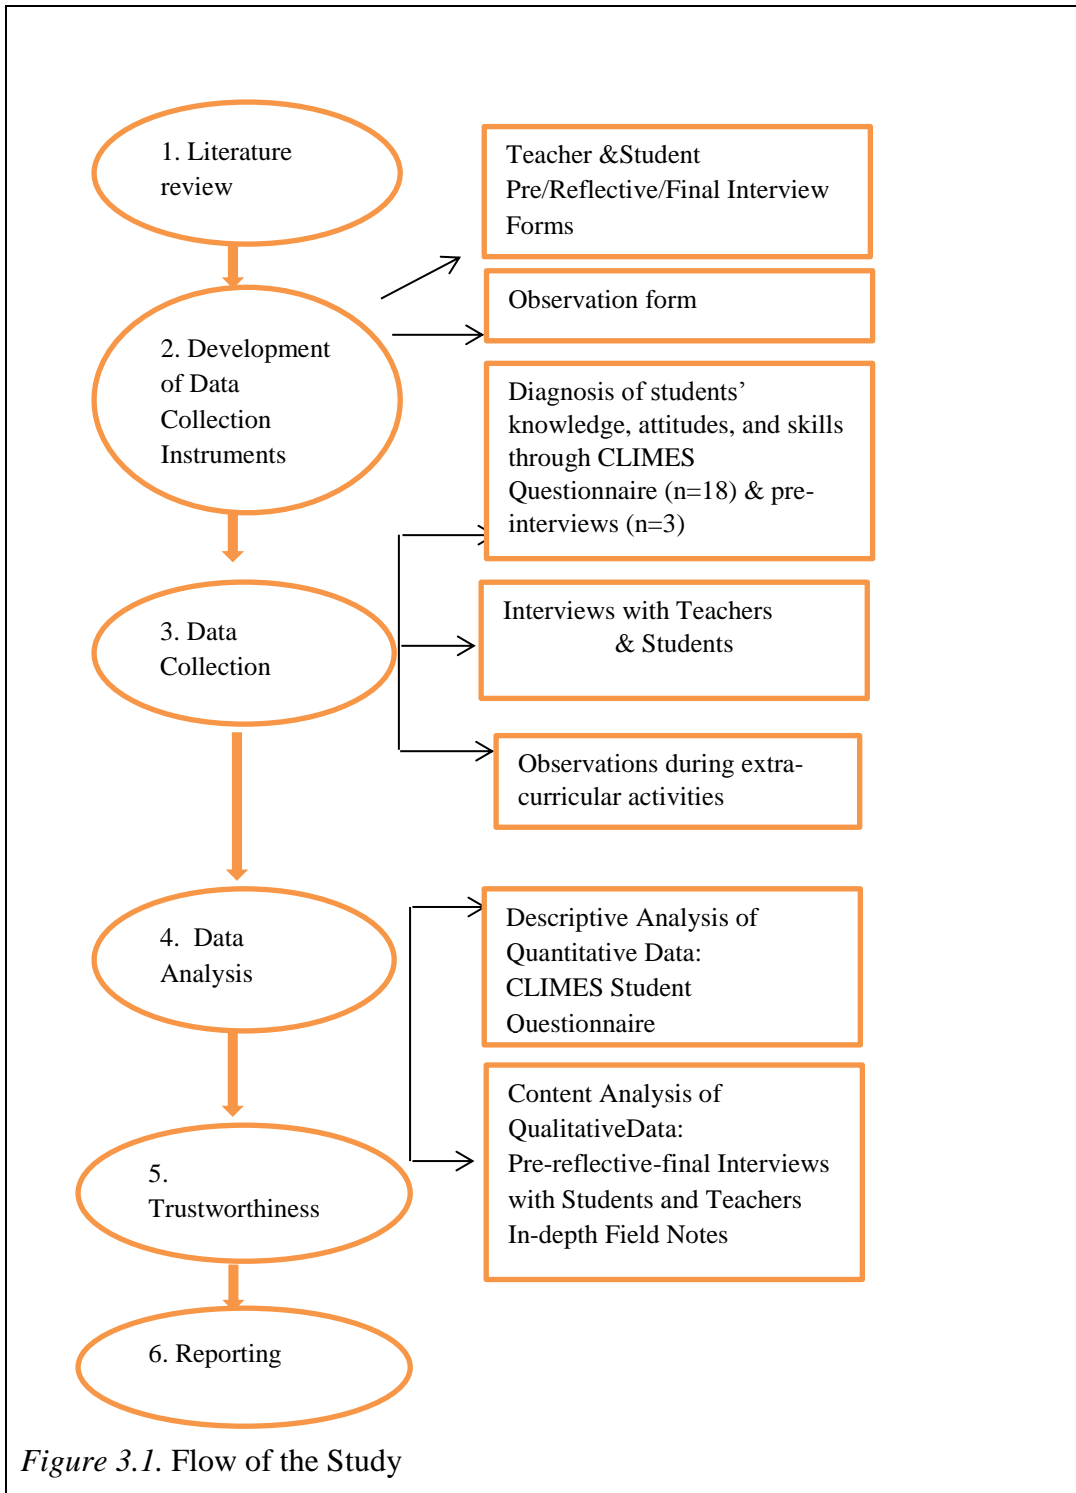 1. Literature
review
Teacher &Student
Pre/Reflective/Final Interview
Forms
Observation form
2. Development
of Data
Collection
Instruments
Diagnosis of students’
knowledge, attitudes, and skills
through CLIMES
Questionnaire (n=18) & pre-
interviews (n=3)
3. Data
Collection
Interviews with Teachers
& Students
Observations during extra-
curricular activities
4. Data
Analysis
Descriptive Analysis of
Quantitative Data:
CLIMES Student
Questionnaire
Content Analysis of
QualitativeData:
Pre-reflective-final Interviews
with Students and Teachers
In-depth Field Notes
5.
Trustworthiness
6. Reporting
Figure 3.1. Flow of the Study